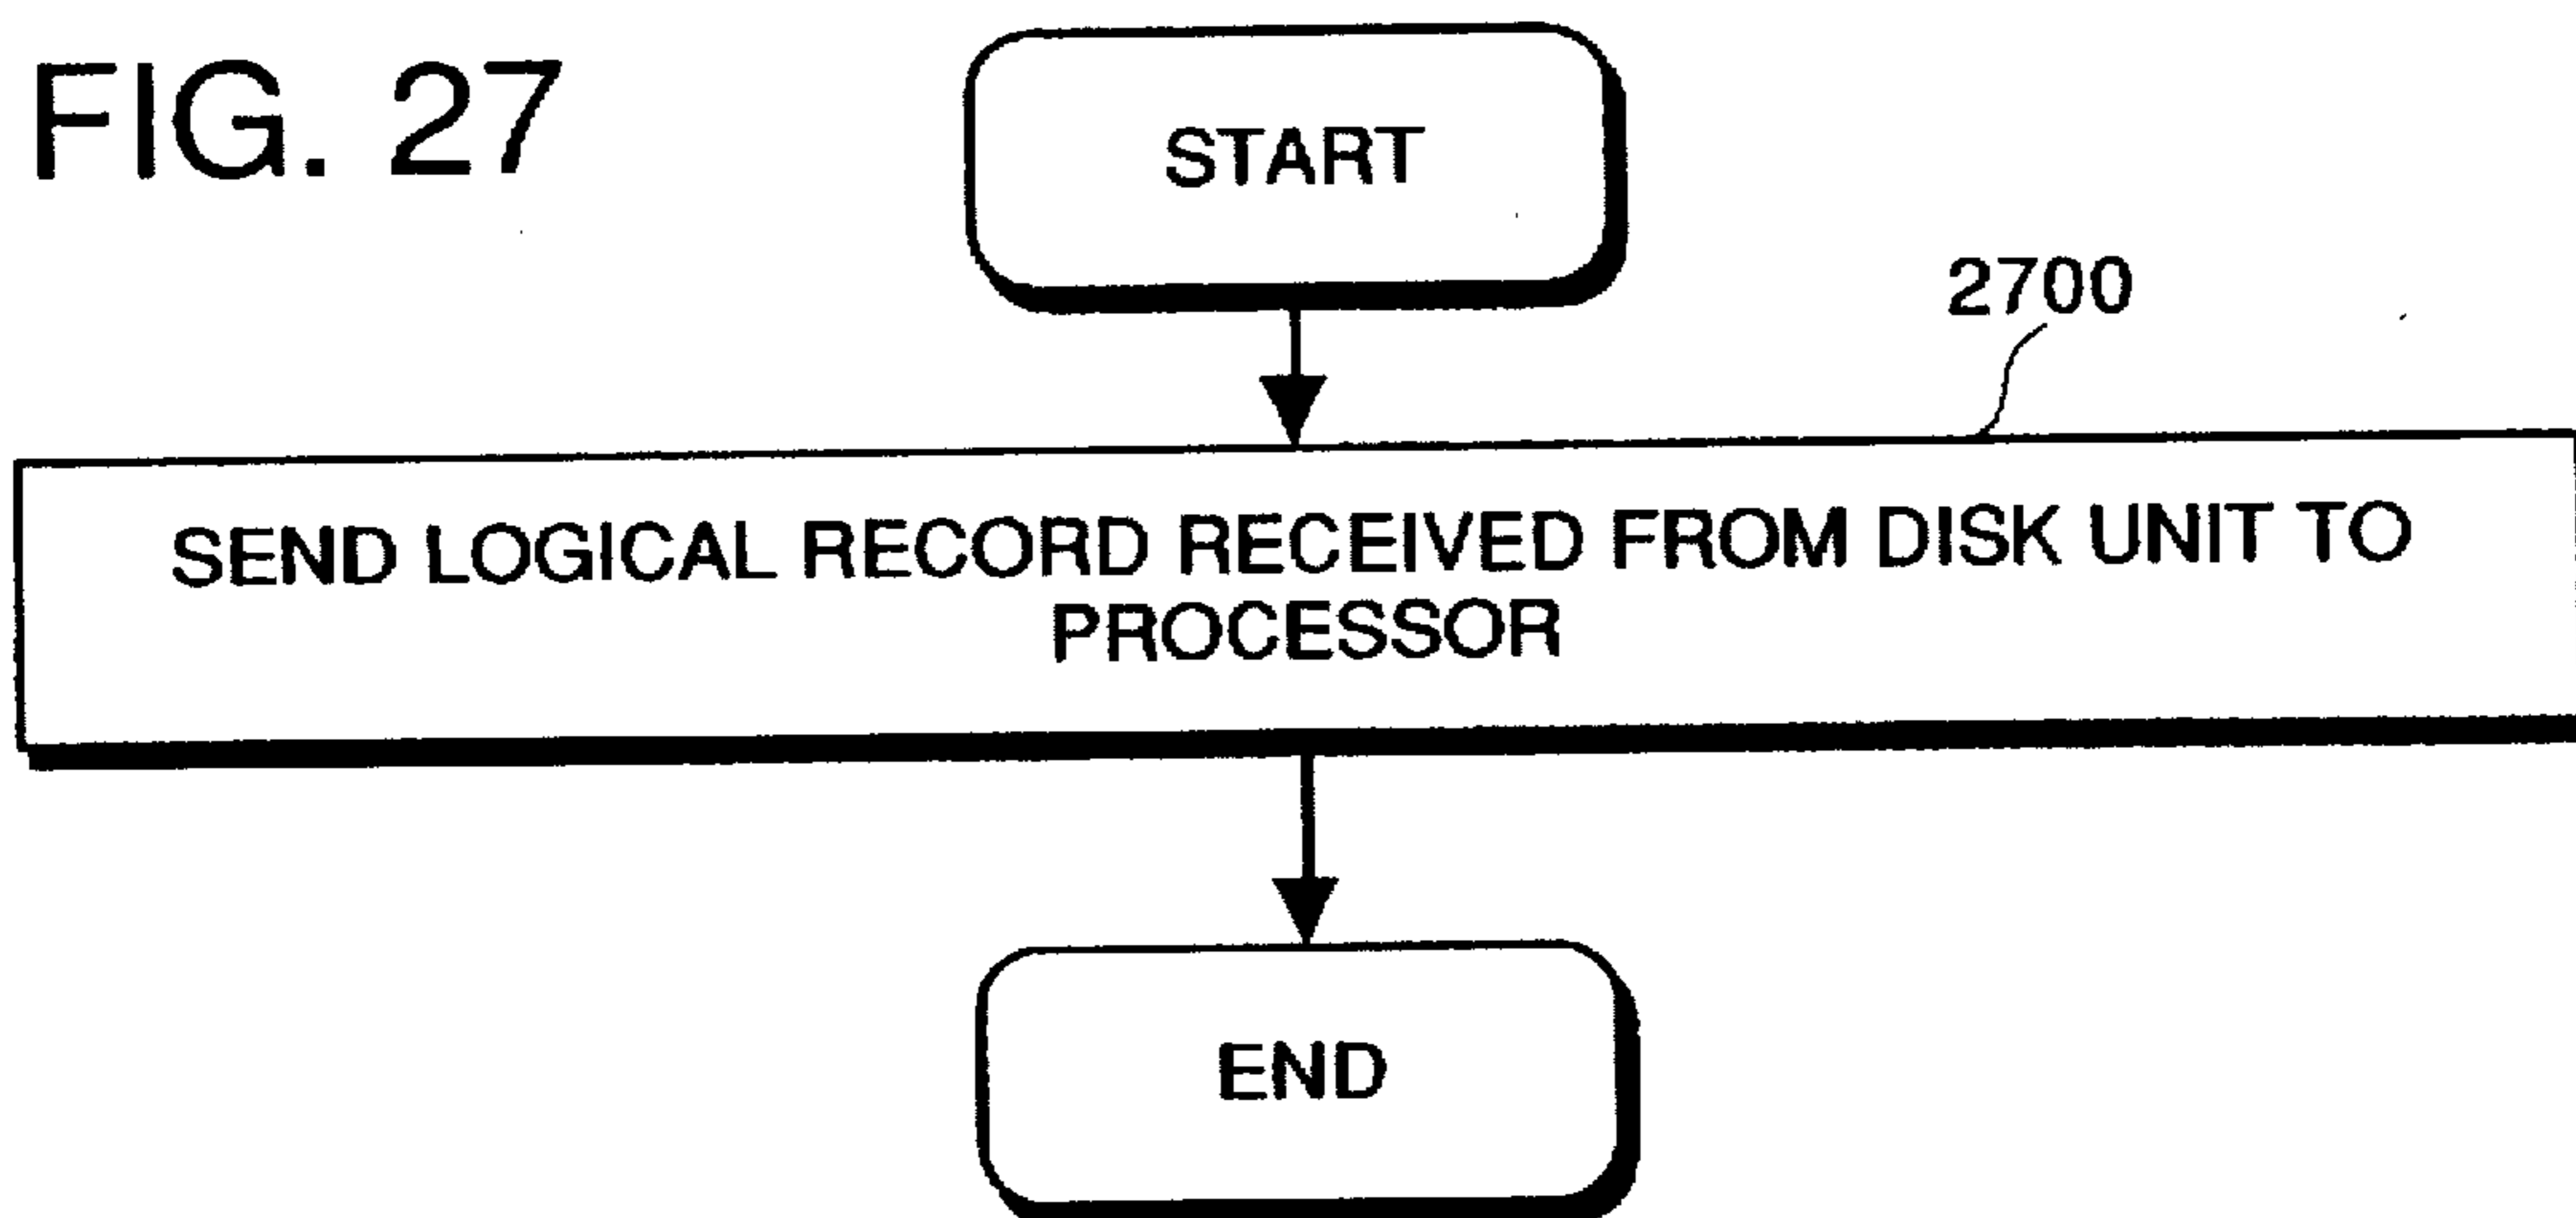 FIG. 27
START
2700
SEND LOGICAL RECORD RECEIVED FROM DISK UNIT TO
PROCESSOR
END